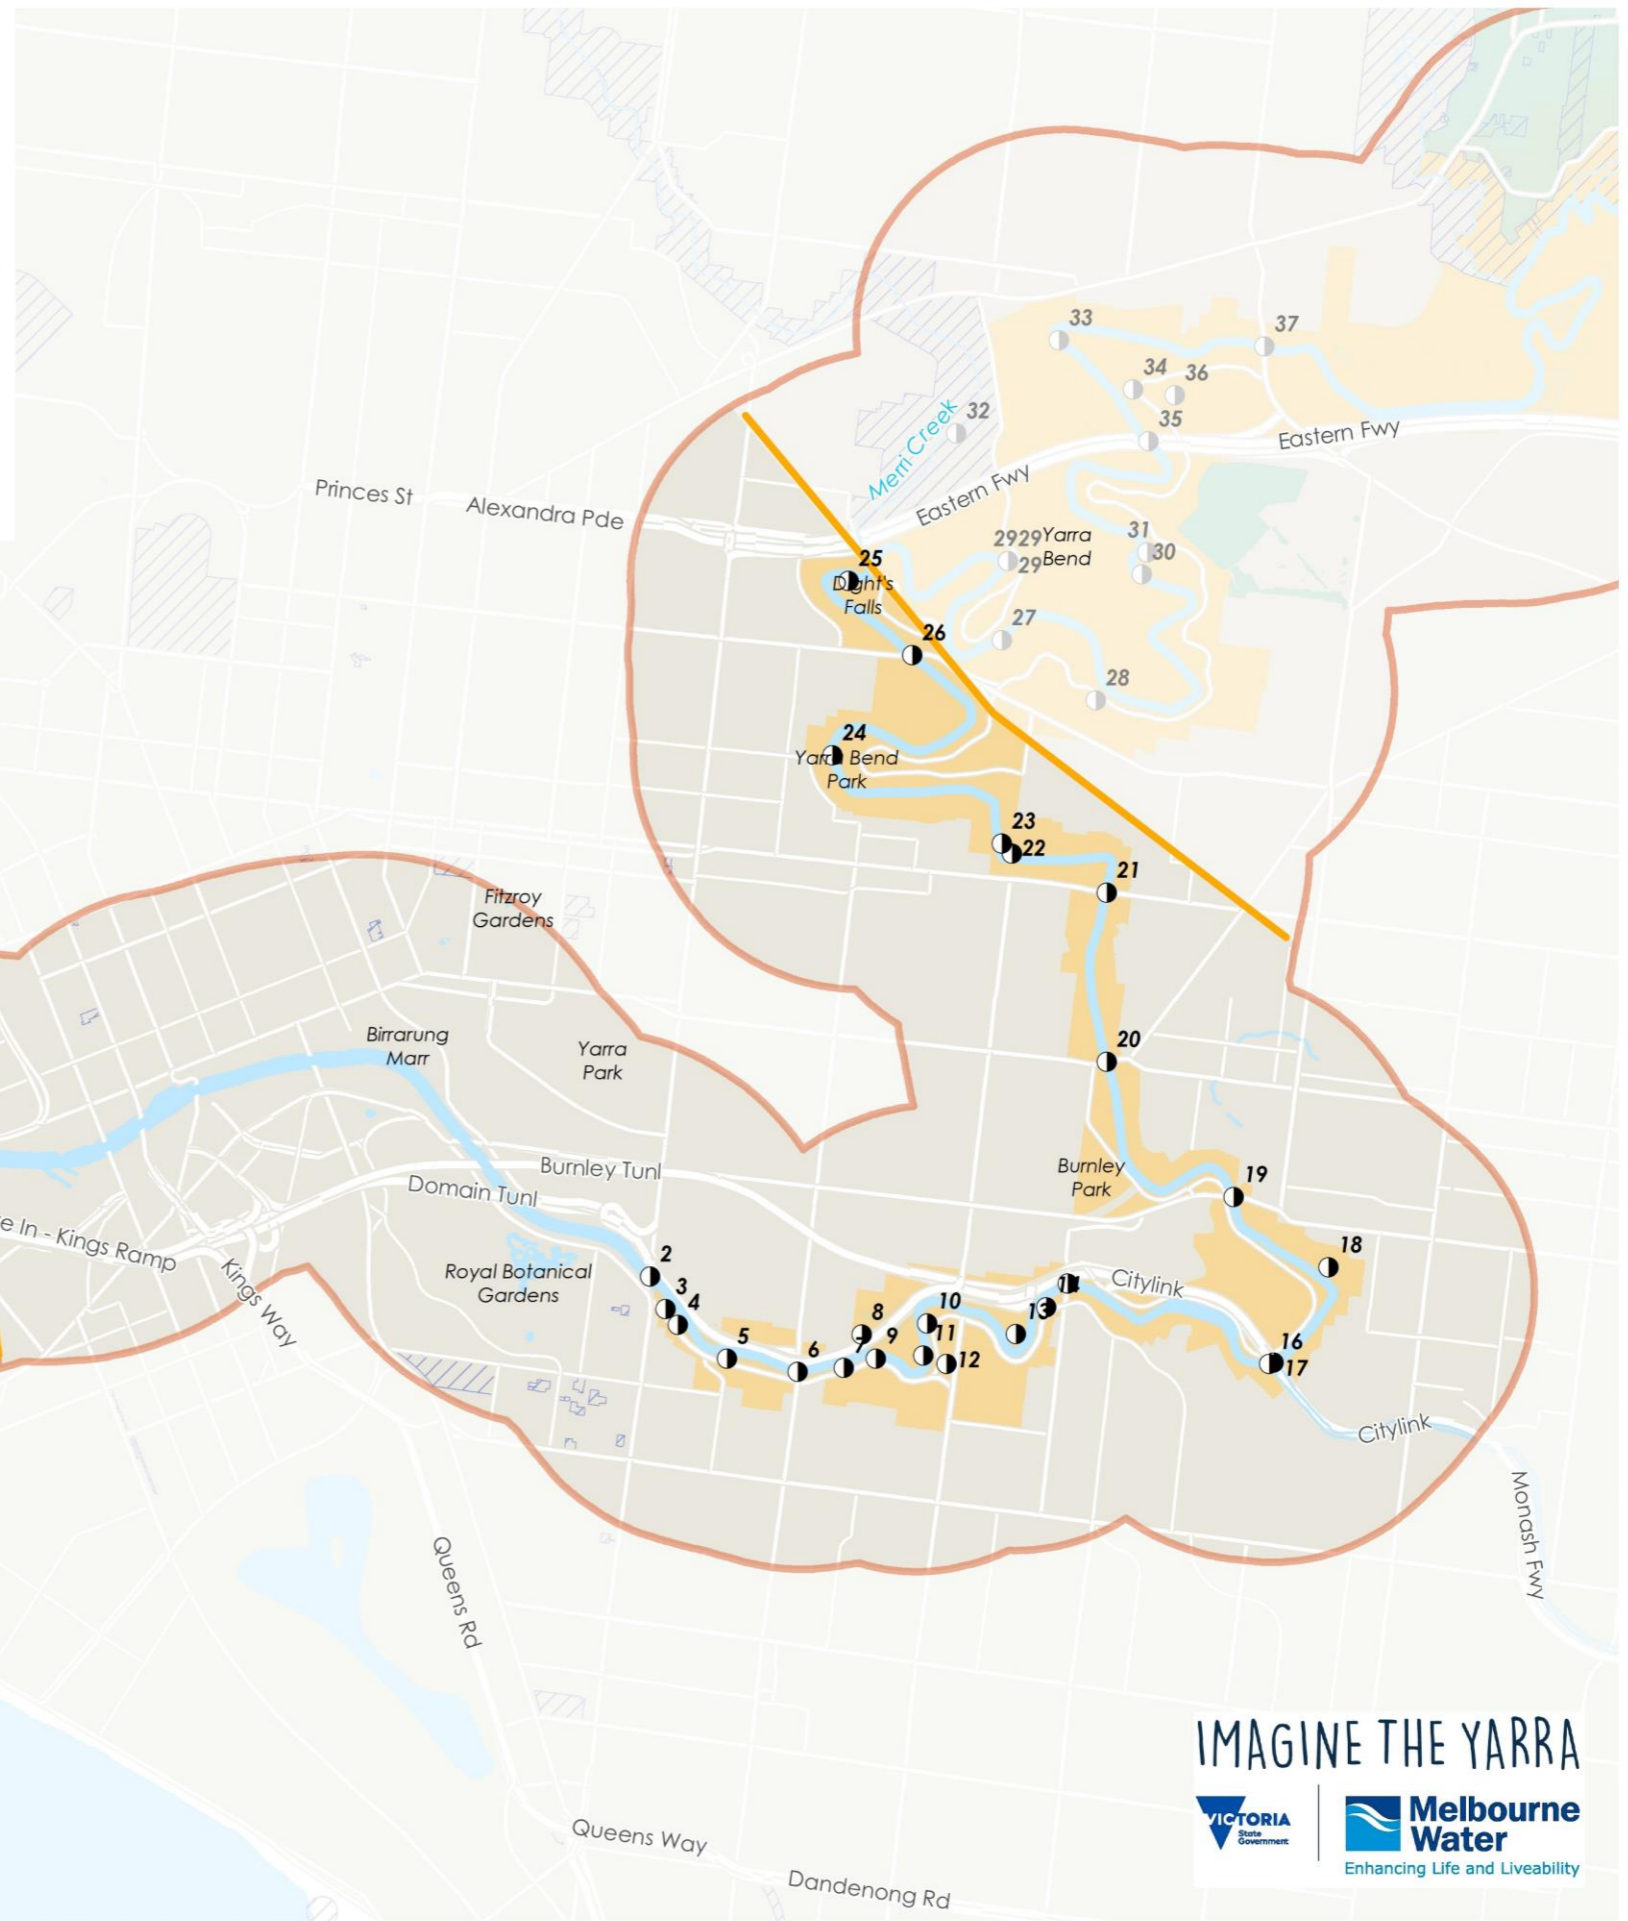 33
37
34
36
32
35
Merri Creek
Eastern Fwy
Eastern Fwy
Princes St
Alexandra Pde
2929
29
Yarra
Bend
31
30
25
Dight's
Falls
27
26
28
24
Yarra Bend
Park
23
22
21
Fitzroy
Gardens
Birrarung
Marr
Yarra
Park
20
Burnley Tunl
Domain Tunl
Burnley
Park
19
e In - Kings Ramp
Kings Way
Royal Botanical
Gardens
2
3
4
18
Citylink
10
13
14
8
11
5
6
7
9
12
16
17
Citylink
Monash Fwy
Queens Rd
Queens Way
Dandenong Rd
IMAGINE THE YARRA
VICTORIA
State
Government
Melbourne
Water
Enhancing Life and Liveability